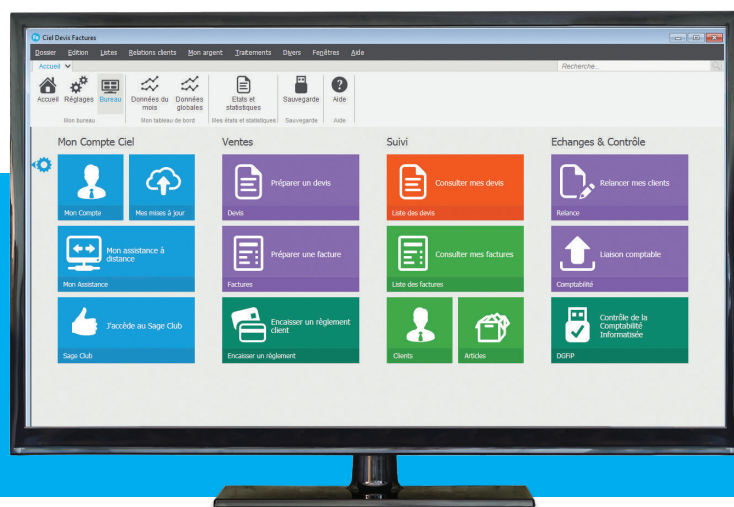 Ciel Devis Factures
Dossier Edition Listes Relations clients Mon argent Traitements Divers Fenêtres Aide
Accueil
Recherche...
Accueil Réglages Bureau Données du mois Données globales Etats et statistiques Sauvegarde Aide
Mon bureau Mon tableau de bord Mes états et statistiques Sauvegarde Aide
Mon Compte Ciel Ventes Suivi Echanges & Contrôle
Mon Compte
Mes mises à jour
Préparer un devis
Devis
Consulter mes devis
Liste des devis
Relancer mes clients
Relance
Mon assistance à
distance
Mon Assistance
Préparer une facture
Factures
Consulter mes factures
Liste des factures
Liaison comptable
Comptabilité
J'accède au Sage Club
Sage Club
Encaisser un règlement
client
Encaisser un règlement
Clients
Articles
Contrôle de la
Comptabilité
Informatisée
DGFiP